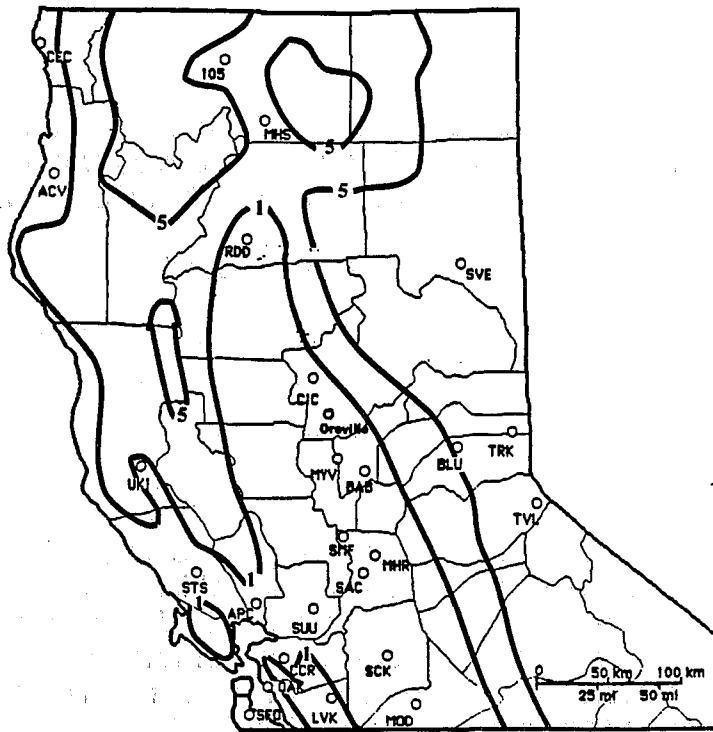 CEC
105
MHS
5
ACV
5
5
1
RDD
SVE
CIC
5
Oroville
TRK
BLU
MYV
BAB
UKI
TVL
SMF
MHR
STS
1
SAC
1
APC
SUU
1
CCR
SCK
0 50 km 100 km
OAK
25 mi 50 mi
SFO
LVK
MOD